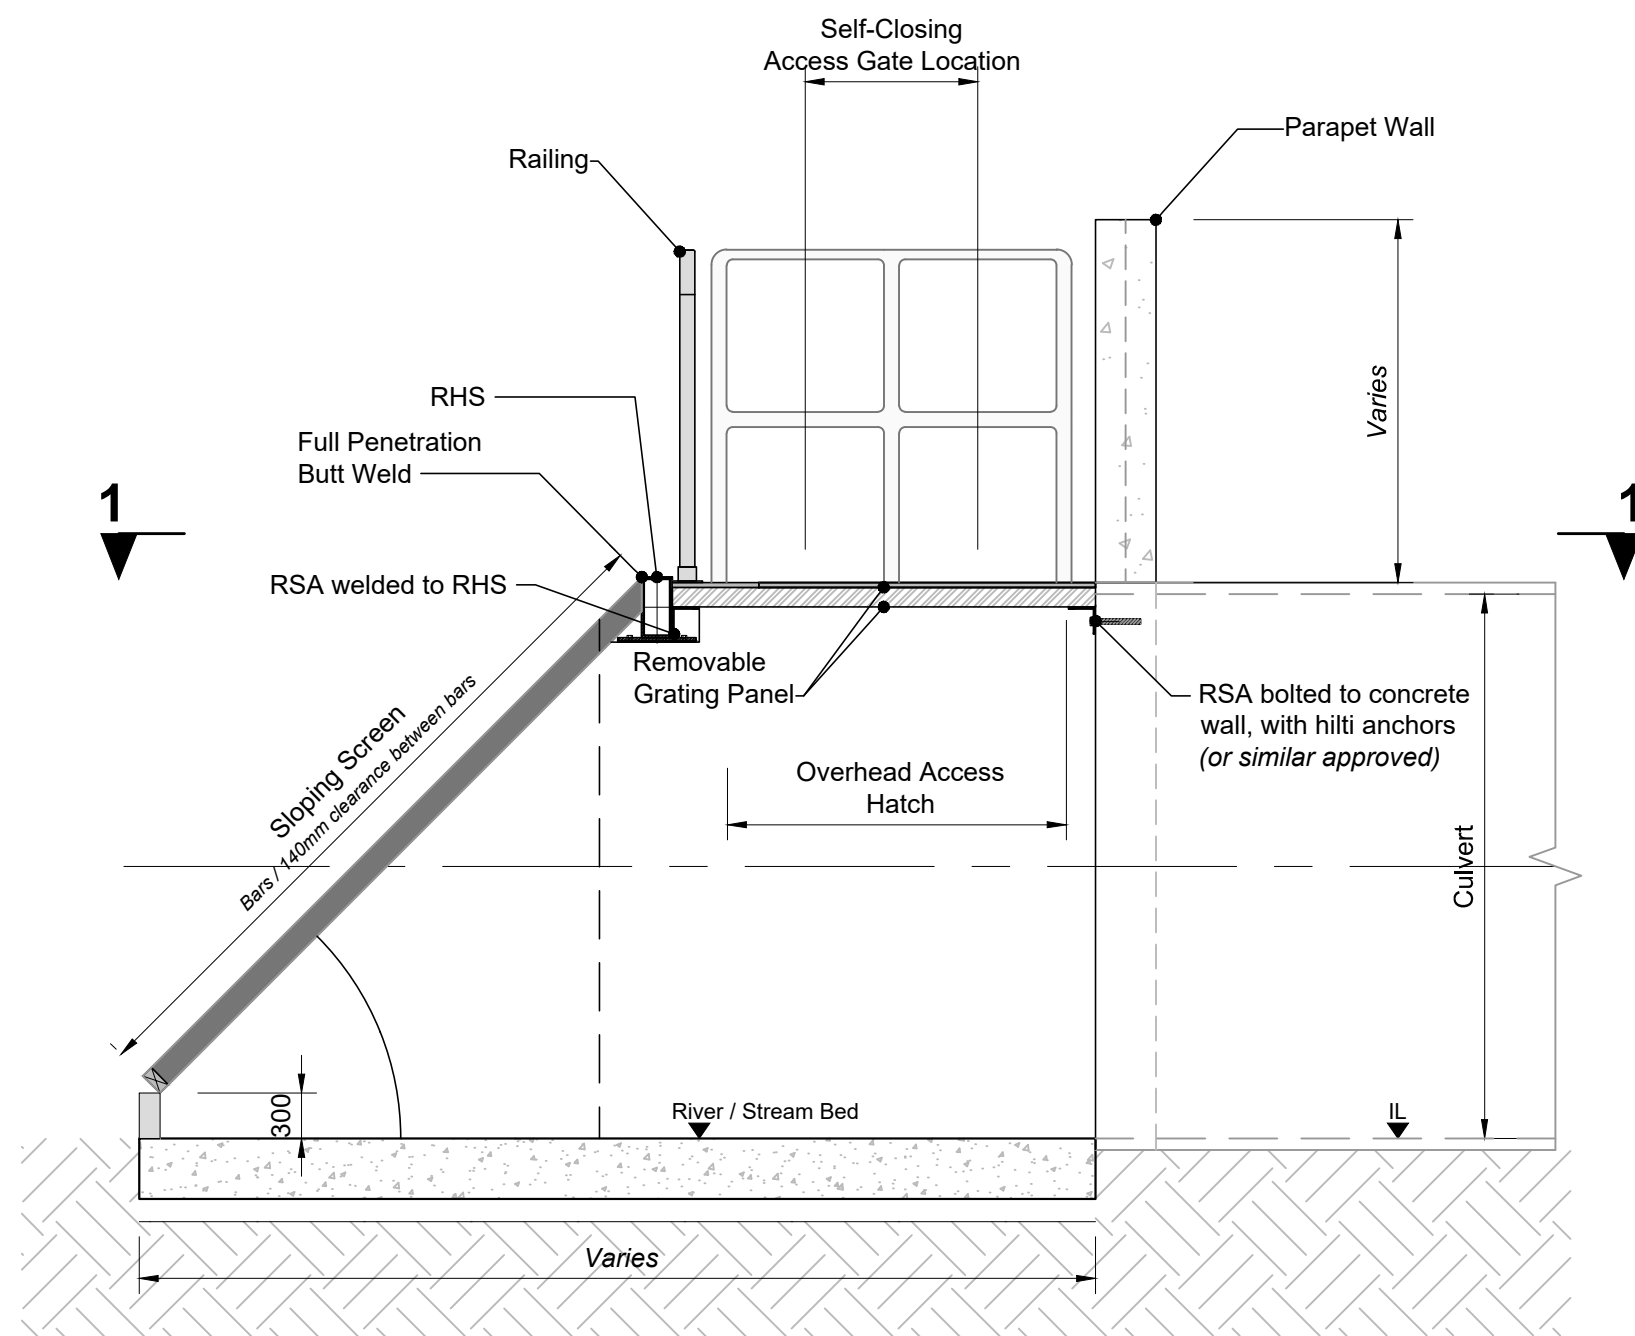 Self-Closing
Access Gate Location
Parapet Wall
Railing
RHS
Full Penetration
Butt Weld
Varies
1
1
RSA welded to RHS
Removable
Grating Panel
RSA bolted to concrete
wall, with hilti anchors
(or similar approved)
Sloping Screen
Bars / 140mm clearance between bars
Overhead Access
Hatch
Culvert
300
River / Stream Bed
IL
Varies